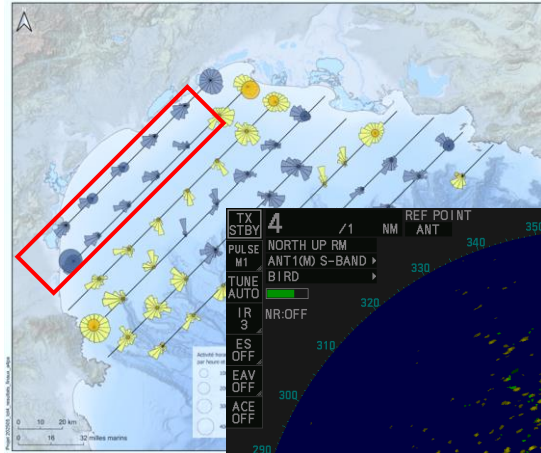 TX
STBY
4
/1
NM
REF POINT
ANT
350
340
330
320
310
300
290
PULSE
M1
NORTH UP RM
ANT1(M) S-BAND
BIRD
TUNE
AUTO
IR
3
NR:OFF
ES
OFF
EAV
OFF
ACE
OFF
0 10 20 km
0 16 32 milles marins